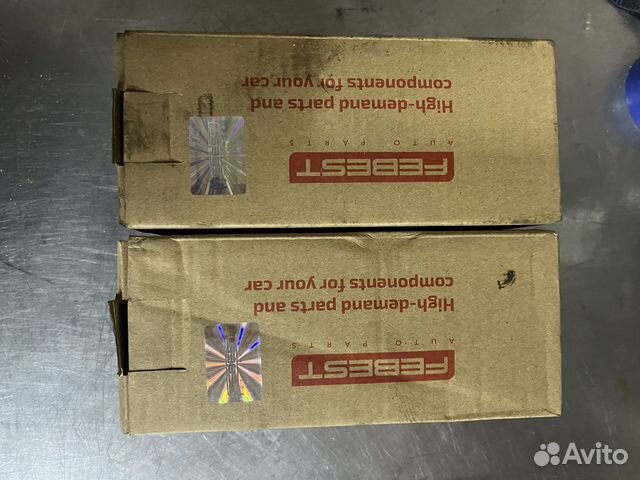 FEBEST
AUTO PARTS
High-demand parts and
components for your car
FEBEST
AUTO PARTS
High-demand parts and
components for your car
Avito